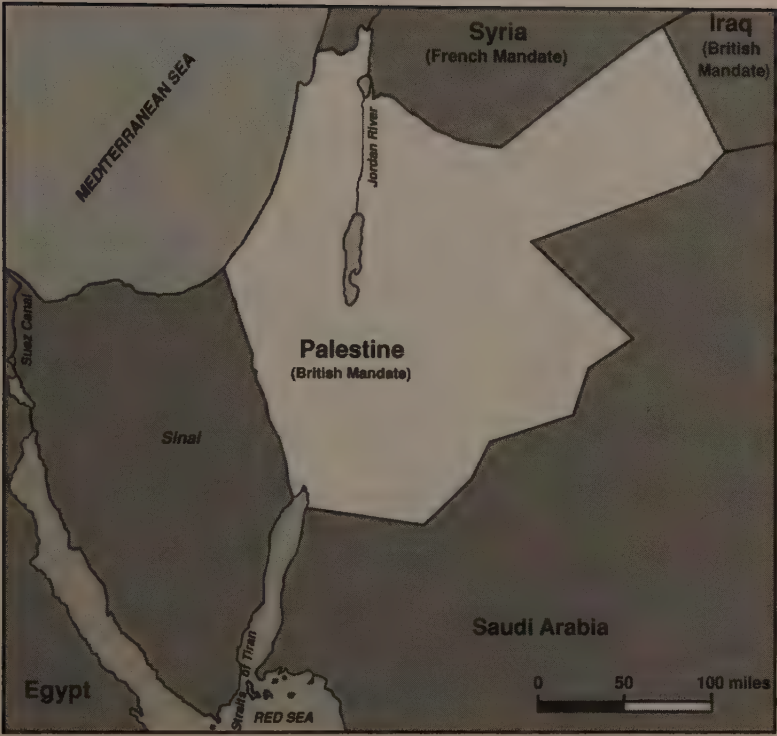 Syria
(French Mandate)
Iraq
(British
Mandate)
MEDITERRANEAN SEA
Jordan River
Suez Canal
Palestine
(British Mandate)
Sinai
Saudi Arabia
Egypt
Straits of Tiran
RED SEA
0 50 100 miles